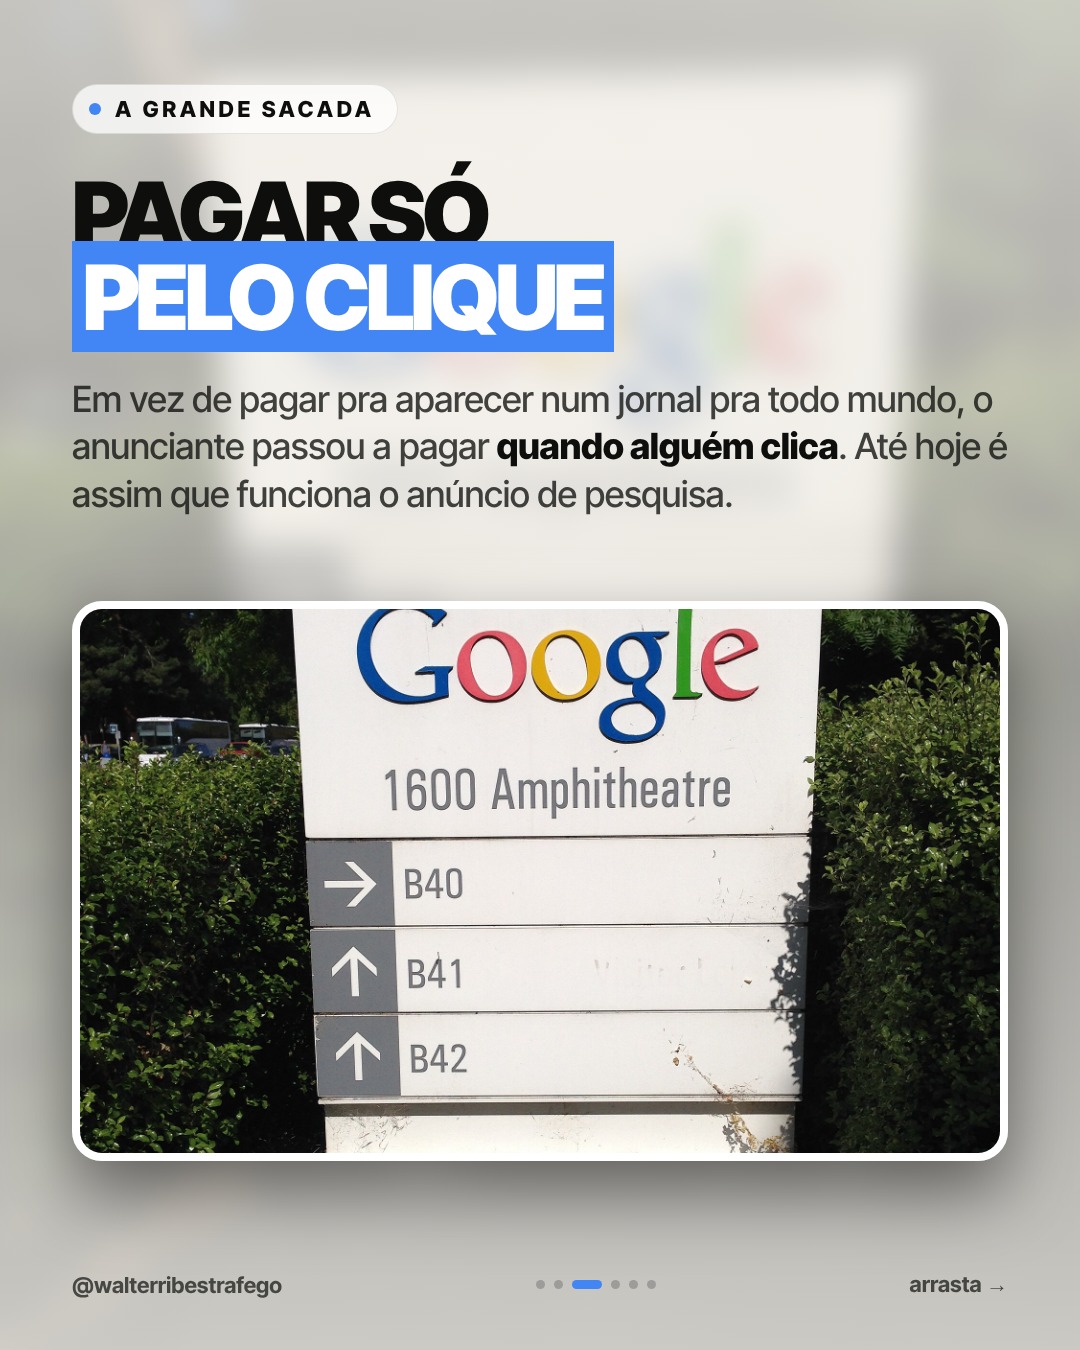 A GRANDE SACADA
PAGAR SÓ
PELO CLIQUE
Em vez de pagar pra aparecer num jornal pra todo mundo, o
anunciante passou a pagar quando alguém clica. Até hoje é
assim que funciona o anúncio de pesquisa.
Google
1600 Amphitheatre
→ B40
↑ B41
↑ B42
@walterribestrafego
arrasta →